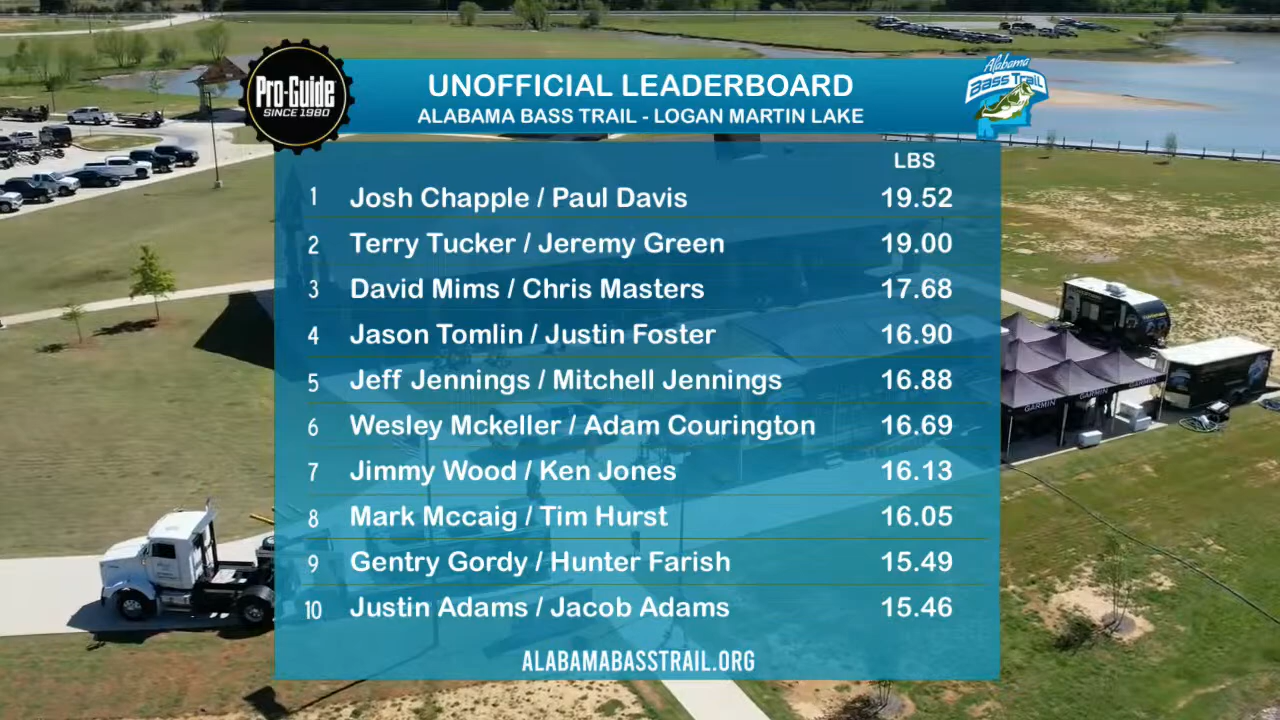 Pro-Guide
SINCE 1980
UNOFFICIAL LEADERBOARD
ALABAMA BASS TRAIL - LOGAN MARTIN LAKE
Alabama
BASS TRAIL
LBS
1 Josh Chapple / Paul Davis 19.52
2 Terry Tucker / Jeremy Green 19.00
3 David Mims / Chris Masters 17.68
4 Jason Tomlin / Justin Foster 16.90
5 Jeff Jennings / Mitchell Jennings 16.88
6 Wesley Mckeller / Adam Courington 16.69
7 Jimmy Wood / Ken Jones 16.13
8 Mark Mccaig / Tim Hurst 16.05
9 Gentry Gordy / Hunter Farish 15.49
10 Justin Adams / Jacob Adams 15.46
ALABAMABASSTRAIL.ORG
GARMIN
GARMIN
GARMIN